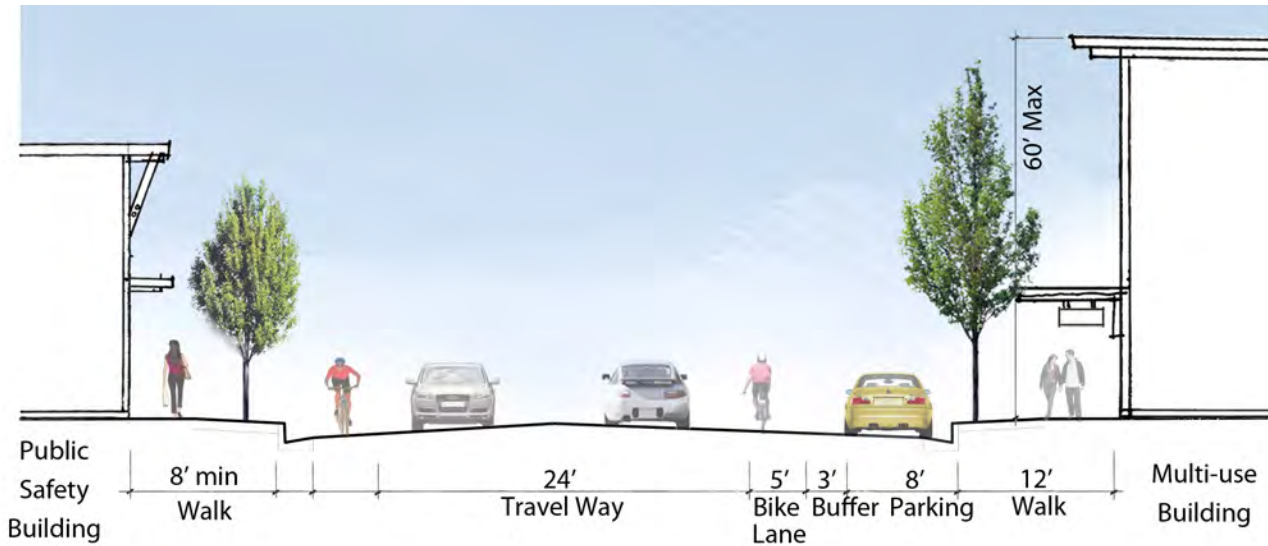 60' Max
Public
Safety
Building
8' min
Walk
24'
Travel Way
5'
Bike
Lane
3'
Buffer
8'
Parking
12'
Walk
Multi-use
Building